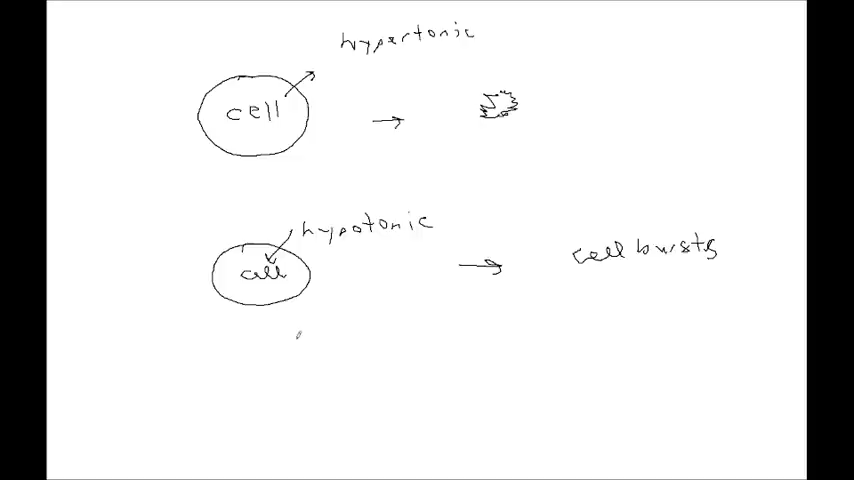 hypertonic
cell
hypotonic
cell bursts
cell